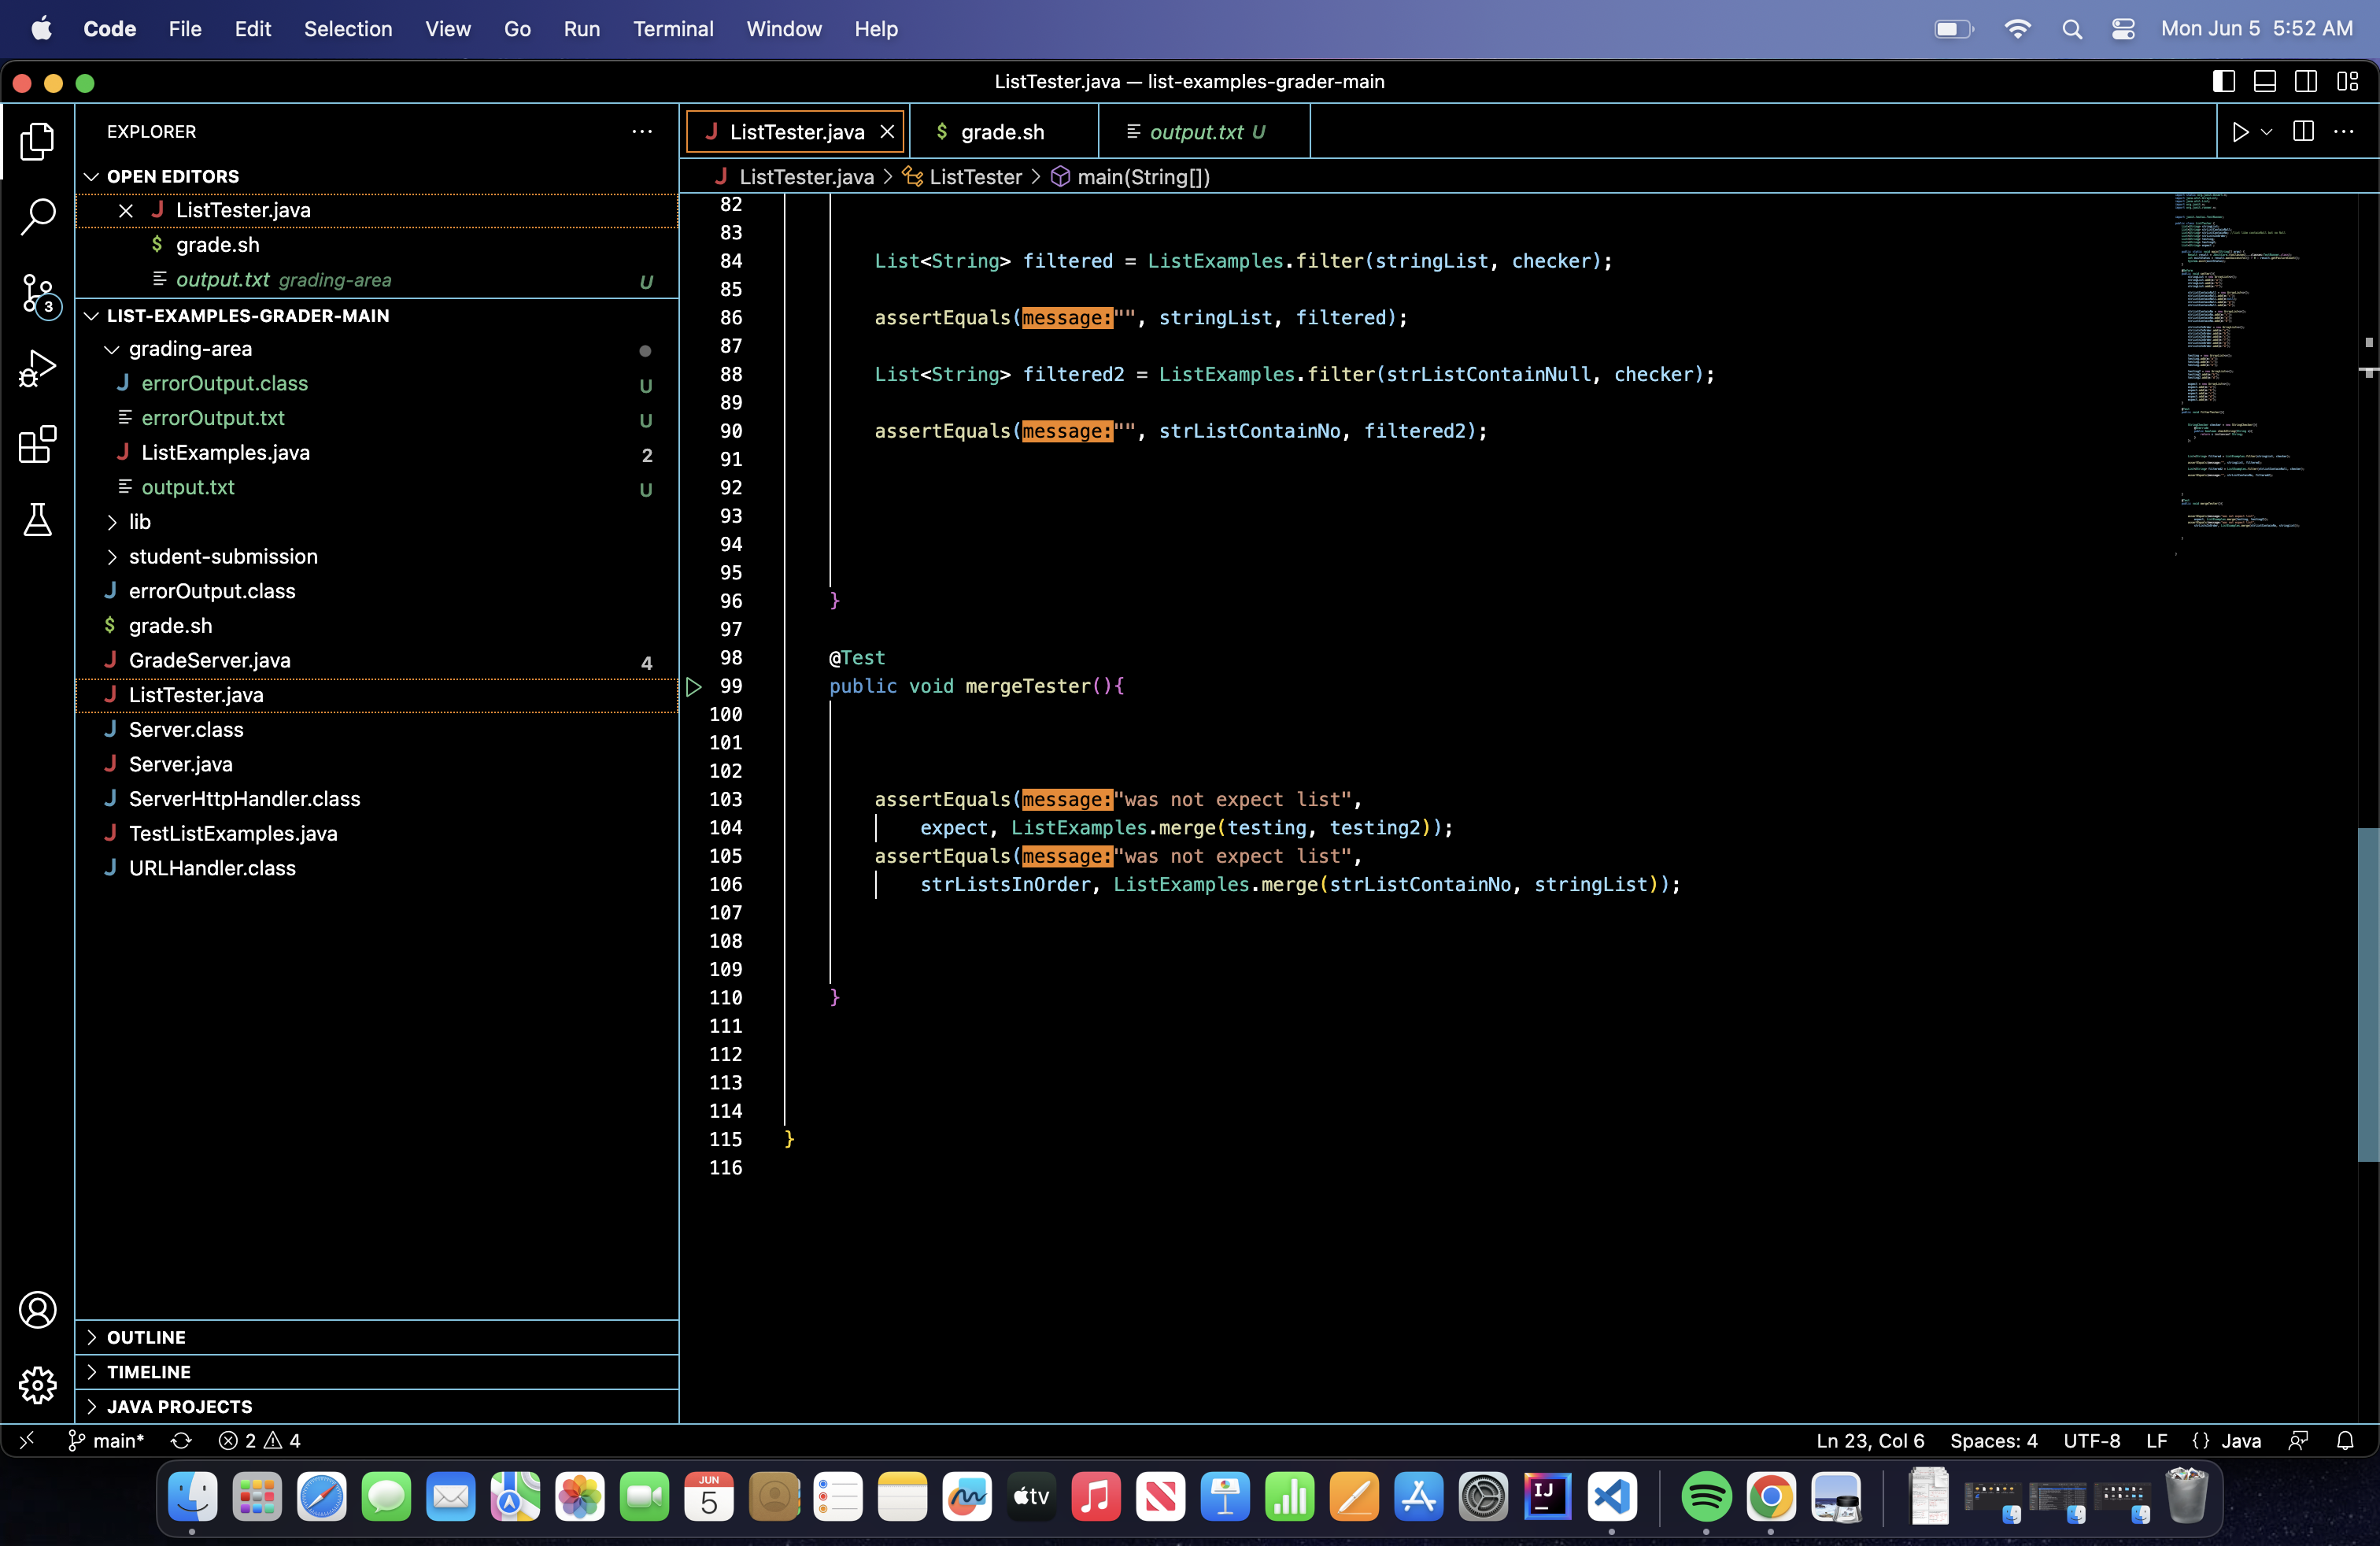 Code File Edit Selection View Go Run Terminal Window Help Mon Jun 5 5:52 AM
ListTester.java — list-examples-grader-main
EXPLORER
OPEN EDITORS
ListTester.java
grade.sh
output.txt grading-area U
3
LIST-EXAMPLES-GRADER-MAIN
grading-area
errorOutput.class U
errorOutput.txt U
ListExamples.java 2
output.txt U
lib
student-submission
errorOutput.class
grade.sh
GradeServer.java 4
ListTester.java
Server.class
Server.java
ServerHttpHandler.class
TestListExamples.java
URLHandler.class
OUTLINE
TIMELINE
JAVA PROJECTS
ListTester.java grade.sh output.txt U
ListTester.java > ListTester > main(String[])
82
83
84 List<String> filtered = ListExamples.filter(stringList, checker);
85
86 assertEquals(message:"", stringList, filtered);
87
88 List<String> filtered2 = ListExamples.filter(strListContainNull, checker);
89
90 assertEquals(message:"", strListContainNo, filtered2);
91
92
93
94
95
96 }
97
98 @Test
99 public void mergeTester(){
100
101
102
103 assertEquals(message:"was not expect list",
104 expect, ListExamples.merge(testing, testing2));
105 assertEquals(message:"was not expect list",
106 strListsInOrder, ListExamples.merge(strListContainNo, stringList));
107
108
109
110 }
111
112
113
114
115 }
116
main* 2 4 Ln 23, Col 6 Spaces: 4 UTF-8 LF {} Java
JUN
5
tv
IJ